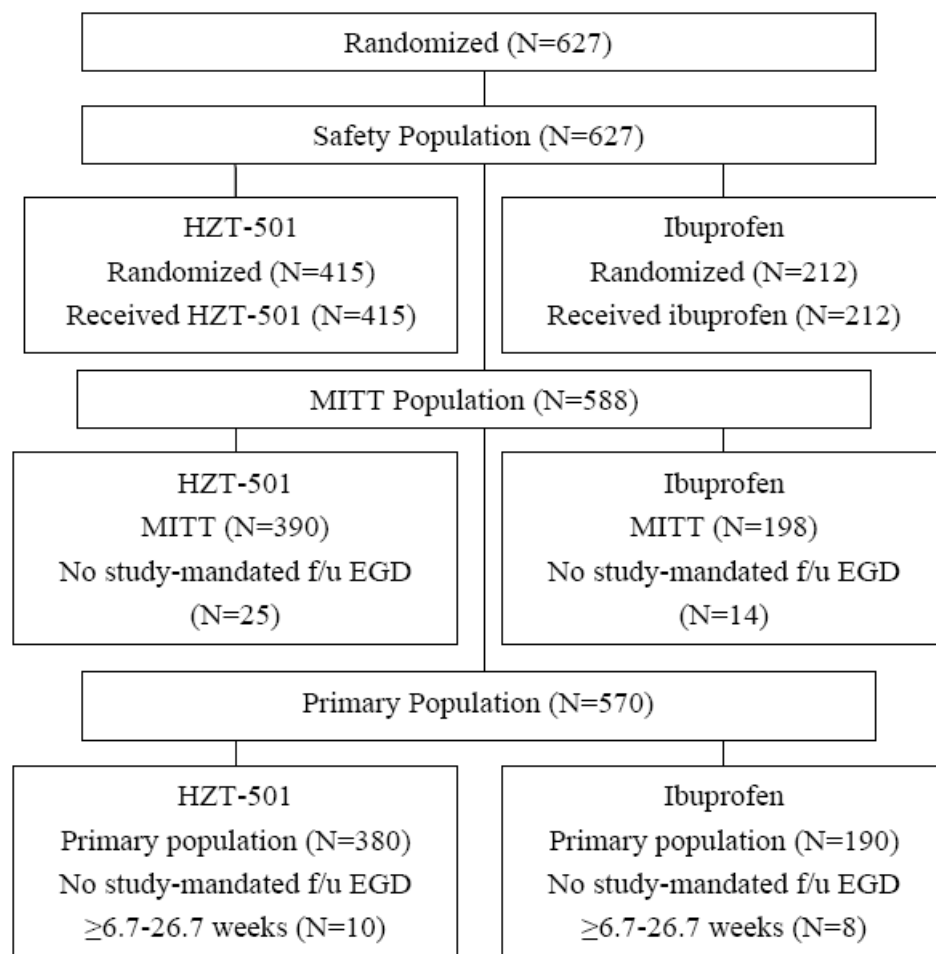 Randomized (N=627)
Safety Population (N=627)
HZT-501
Randomized (N=415)
Received HZT-501 (N=415)
Ibuprofen
Randomized (N=212)
Received ibuprofen (N=212)
MITT Population (N=588)
HZT-501
MITT (N=390)
No study-mandated f/u EGD
(N=25)
Ibuprofen
MITT (N=198)
No study-mandated f/u EGD
(N=14)
Primary Population (N=570)
HZT-501
Primary population (N=380)
No study-mandated f/u EGD
≥6.7-26.7 weeks (N=10)
Ibuprofen
Primary population (N=190)
No study-mandated f/u EGD
≥6.7-26.7 weeks (N=8)